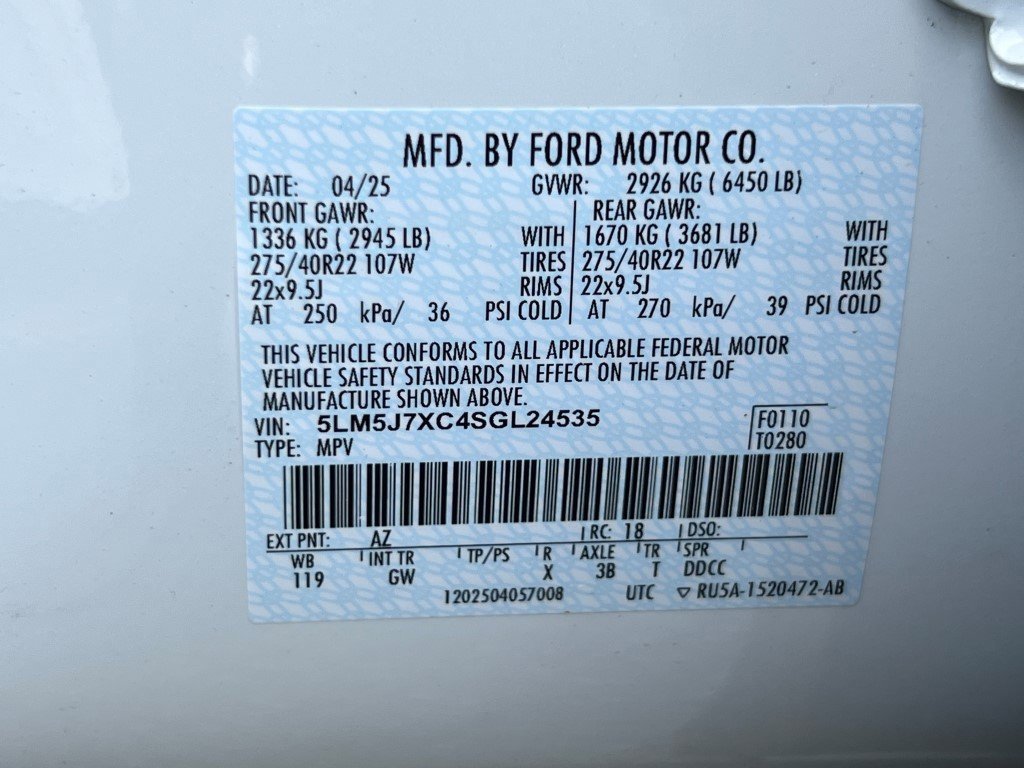 MFD. BY FORD MOTOR CO.
DATE: 04/25 GVWR: 2926 KG ( 6450 LB)
FRONT GAWR: REAR GAWR:
1336 KG ( 2945 LB) WITH 1670 KG ( 3681 LB) WITH
275/40R22 107W TIRES 275/40R22 107W TIRES
22x9.5J RIMS 22x9.5J RIMS
AT 250 kPa/ 36 PSI COLD AT 270 kPa/ 39 PSI COLD
THIS VEHICLE CONFORMS TO ALL APPLICABLE FEDERAL MOTOR
VEHICLE SAFETY STANDARDS IN EFFECT ON THE DATE OF
MANUFACTURE SHOWN ABOVE.
VIN: 5LM5J7XC4SGL24535 F0110
TYPE: MPV T0280
EXT PNT: AZ RC: 18 DSO:
WB INT TR TP/PS R AXLE TR SPR
119 GW X 3B T DDCC
1202504057008 UTC ▽ RU5A-1520472-AB